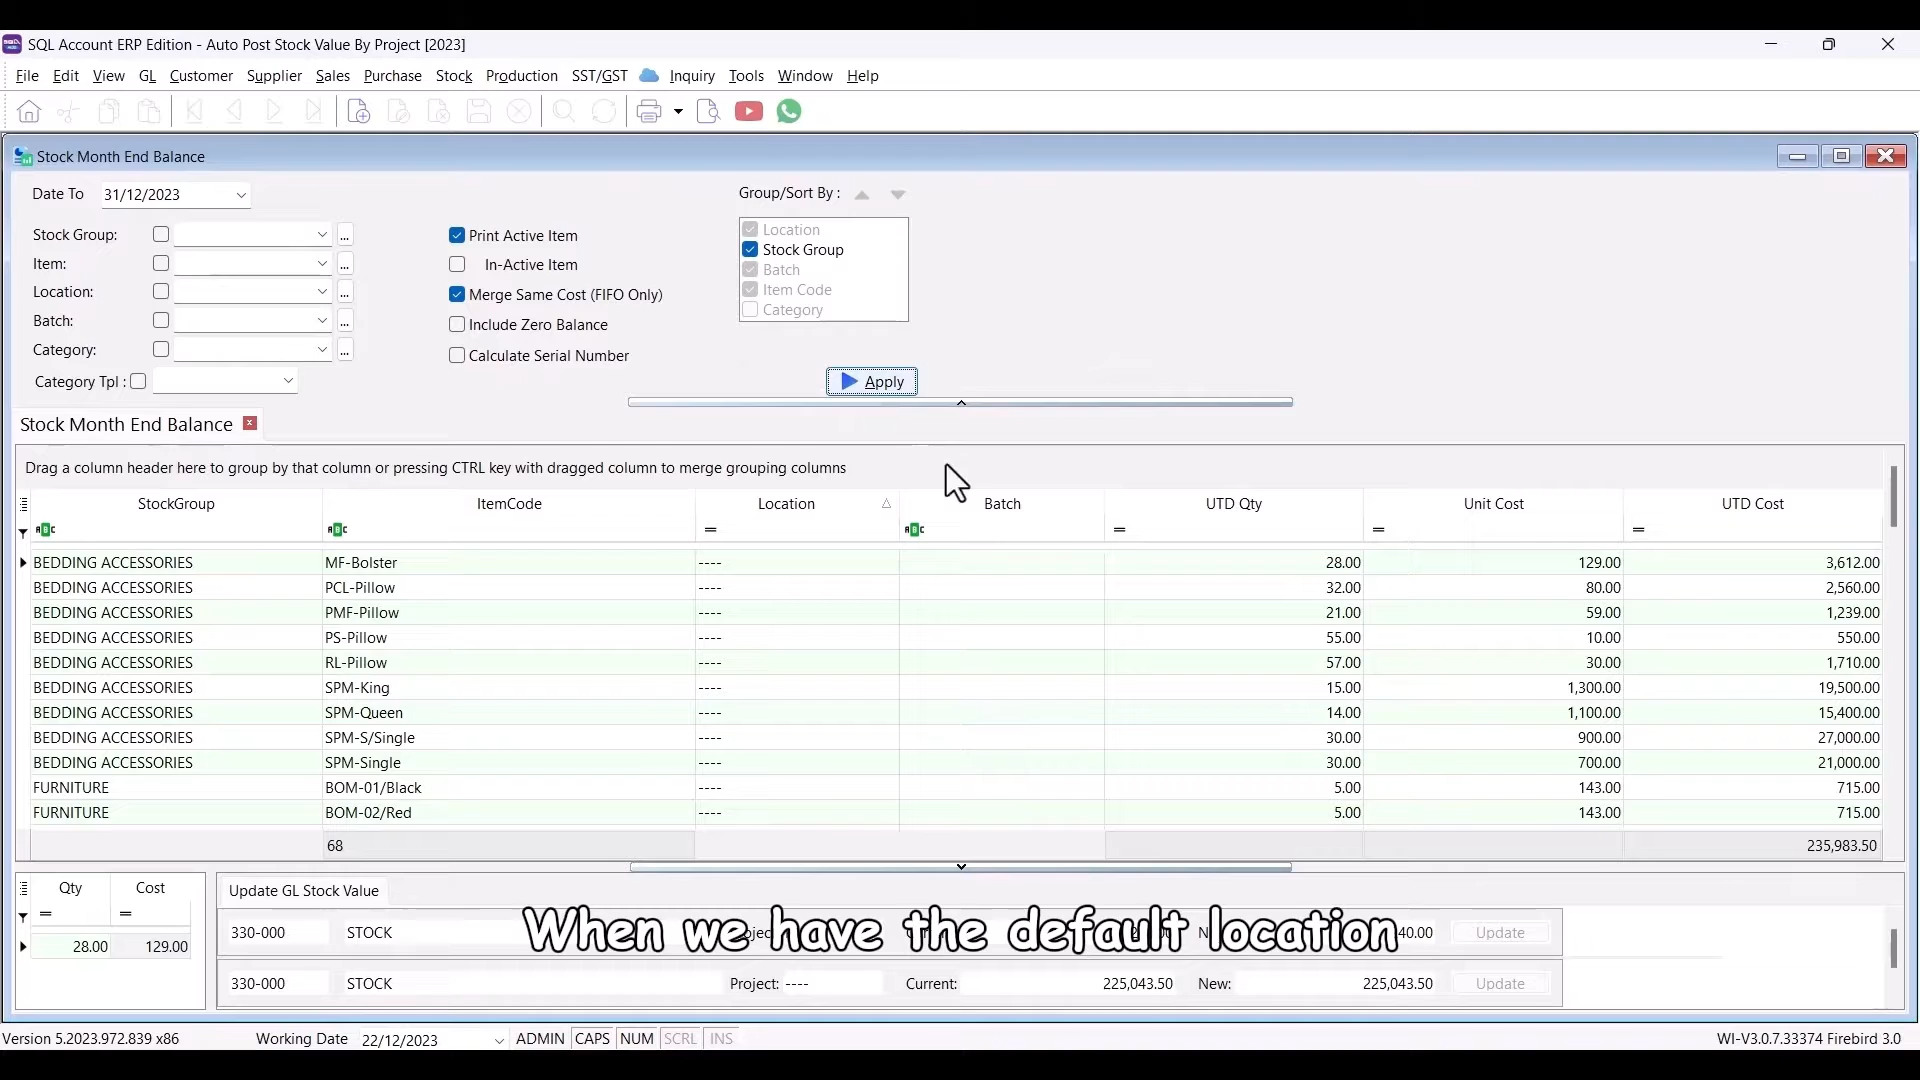 SQL Account ERP Edition - Auto Post Stock Value By Project [2023]
File Edit View GL Customer Supplier Sales Purchase Stock Production SST/GST Inquiry Tools Window Help
Stock Month End Balance
Date To 31/12/2023
Group/Sort By :
Stock Group: ...
Item: ...
Location: ...
Batch: ...
Category: ...
Category Tpl :
Print Active Item
In-Active Item
Merge Same Cost (FIFO Only)
Include Zero Balance
Calculate Serial Number
Location
Stock Group
Batch
Item Code
Category
Apply
Stock Month End Balance
Drag a column header here to group by that column or pressing CTRL key with dragged column to merge grouping columns
StockGroup ItemCode Location Batch UTD Qty Unit Cost UTD Cost
ABC ABC = ABC = = =
BEDDING ACCESSORIES MF-Bolster ---- 28.00 129.00 3,612.00
BEDDING ACCESSORIES PCL-Pillow ---- 32.00 80.00 2,560.00
BEDDING ACCESSORIES PMF-Pillow ---- 21.00 59.00 1,239.00
BEDDING ACCESSORIES PS-Pillow ---- 55.00 10.00 550.00
BEDDING ACCESSORIES RL-Pillow ---- 57.00 30.00 1,710.00
BEDDING ACCESSORIES SPM-King ---- 15.00 1,300.00 19,500.00
BEDDING ACCESSORIES SPM-Queen ---- 14.00 1,100.00 15,400.00
BEDDING ACCESSORIES SPM-S/Single ---- 30.00 900.00 27,000.00
BEDDING ACCESSORIES SPM-Single ---- 30.00 700.00 21,000.00
FURNITURE BOM-01/Black ---- 5.00 143.00 715.00
FURNITURE BOM-02/Red ---- 5.00 143.00 715.00
68 235,983.50
Qty Cost
= =
28.00 129.00
Update GL Stock Value
330-000 STOCK Update
When we have the default location
330-000 STOCK Project: ---- Current: 225,043.50 New: 225,043.50 Update
Version 5.2023.972.839 x86 Working Date 22/12/2023 ADMIN CAPS NUM SCRL INS WI-V3.0.7.33374 Firebird 3.0